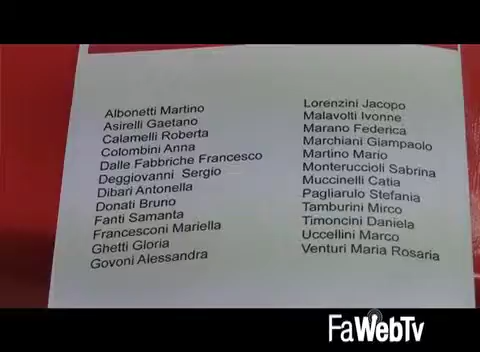 Albonetti Martino
Asirelli Gaetano
Calamelli Roberta
Colombini Anna
Dalle Fabbriche Francesco
Deggiovanni Sergio
Dibari Antonella
Donati Bruno
Fanti Samanta
Francesconi Mariella
Ghetti Gloria
Govoni Alessandra
Lorenzini Jacopo
Malavotti Ivonne
Marano Federica
Marchiani Giampaolo
Martino Mario
Monteruccioli Sabrina
Muccinelli Catia
Pagliarulo Stefania
Tamburini Mirco
Timoncini Daniela
Uccellini Marco
Venturi Maria Rosaria
FaWebTv